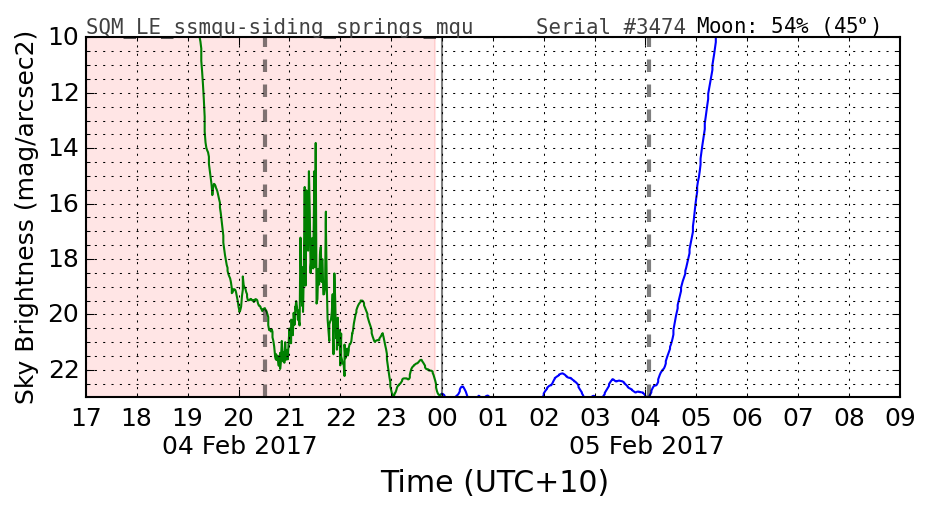 SQM_LE_ssmqu-siding_springs_mqu Serial #3474 Moon: 54% (45°)
10
12
14
16
18
20
22
Sky Brightness (mag/arcsec2)
17 18 19 20 21 22 23 00 01 02 03 04 05 06 07 08 09
04 Feb 2017 05 Feb 2017
Time (UTC+10)